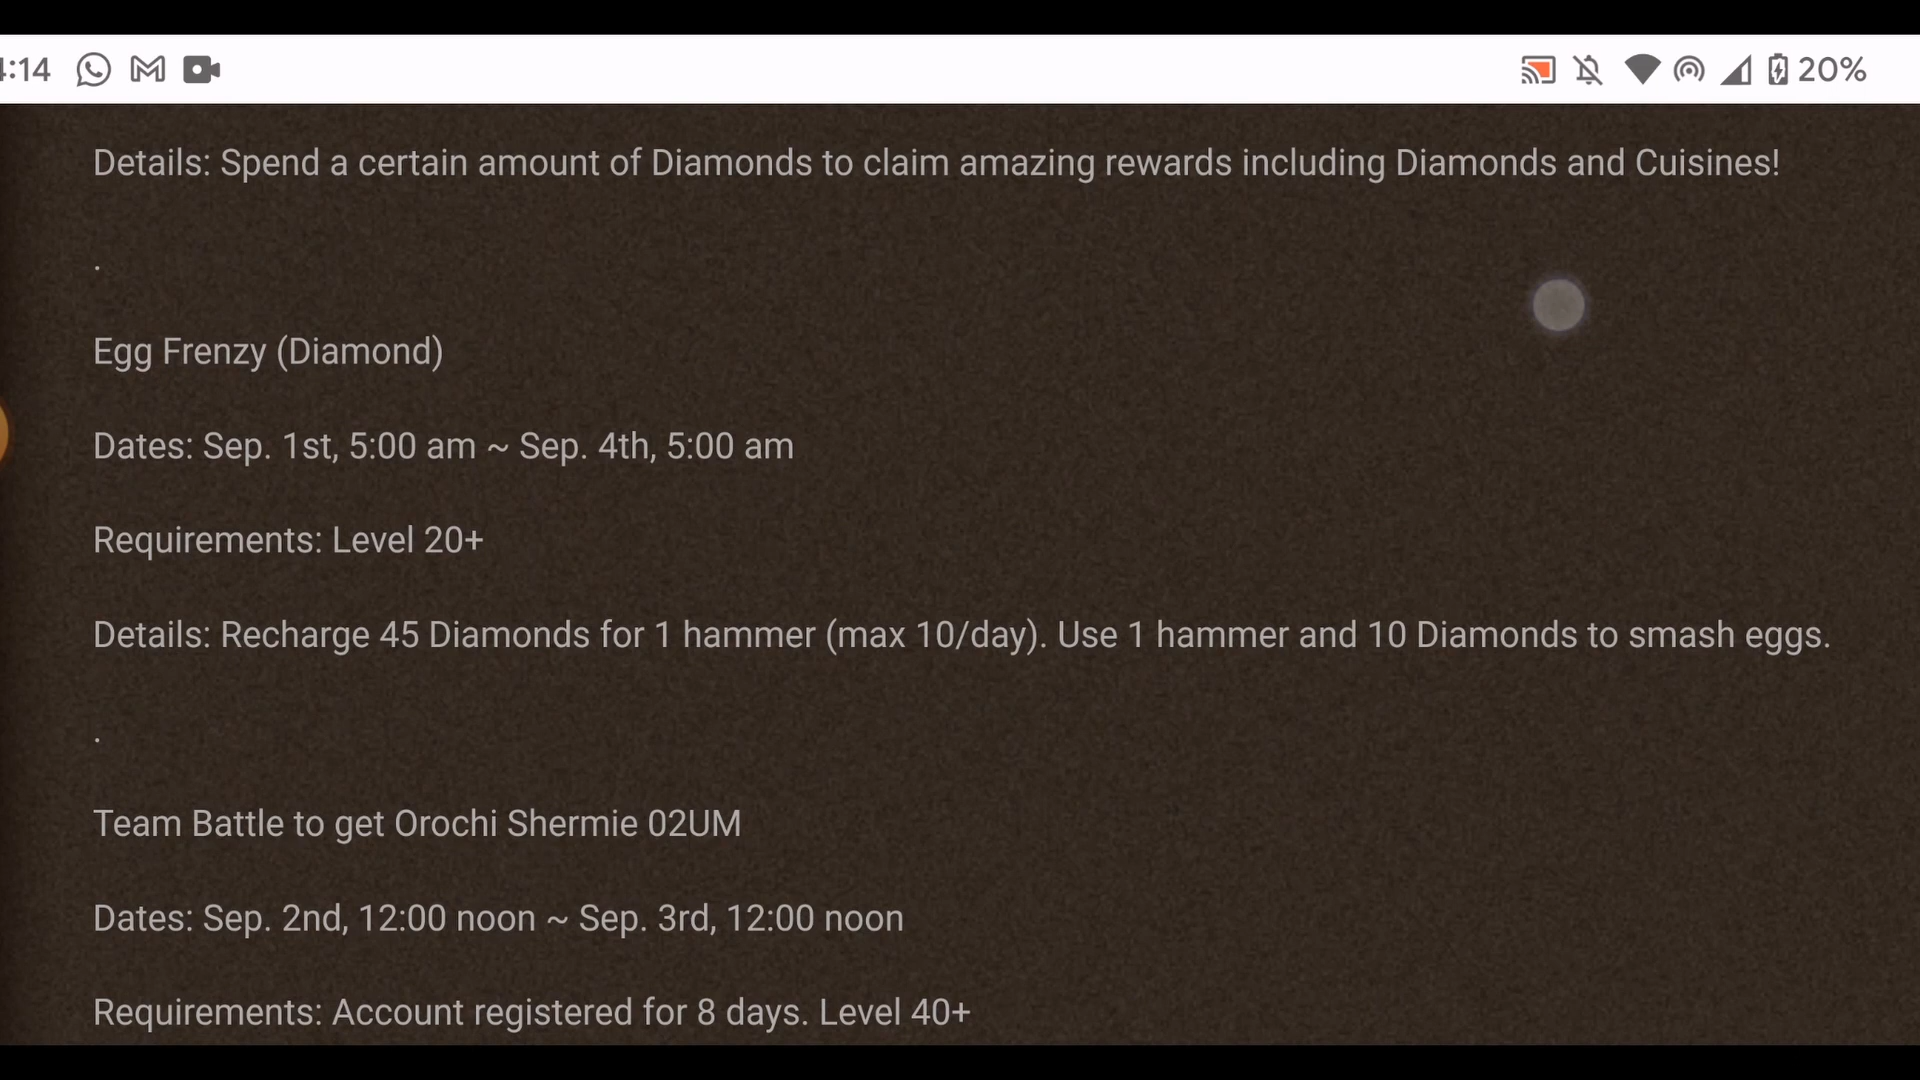 :14
20%
Details: Spend a certain amount of Diamonds to claim amazing rewards including Diamonds and Cuisines!
.
Egg Frenzy (Diamond)
Dates: Sep. 1st, 5:00 am ~ Sep. 4th, 5:00 am
Requirements: Level 20+
Details: Recharge 45 Diamonds for 1 hammer (max 10/day). Use 1 hammer and 10 Diamonds to smash eggs.
.
Team Battle to get Orochi Shermie 02UM
Dates: Sep. 2nd, 12:00 noon ~ Sep. 3rd, 12:00 noon
Requirements: Account registered for 8 days. Level 40+